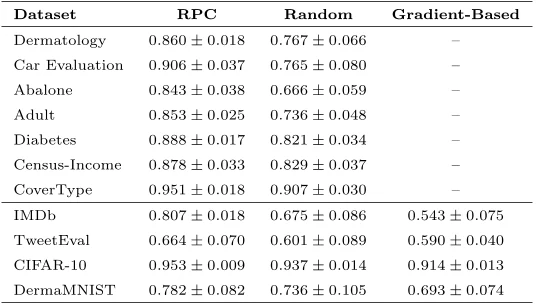 Dataset RPC Random Gradient-Based
Dermatology 0.860 ± 0.018 0.767 ± 0.066 –
Car Evaluation 0.906 ± 0.037 0.765 ± 0.080 –
Abalone 0.843 ± 0.038 0.666 ± 0.059 –
Adult 0.853 ± 0.025 0.736 ± 0.048 –
Diabetes 0.888 ± 0.017 0.821 ± 0.034 –
Census-Income 0.878 ± 0.033 0.829 ± 0.037 –
CoverType 0.951 ± 0.018 0.907 ± 0.030 –
IMDb 0.807 ± 0.018 0.675 ± 0.086 0.543 ± 0.075
TweetEval 0.664 ± 0.070 0.601 ± 0.089 0.590 ± 0.040
CIFAR-10 0.953 ± 0.009 0.937 ± 0.014 0.914 ± 0.013
DermaMNIST 0.782 ± 0.082 0.736 ± 0.105 0.693 ± 0.074